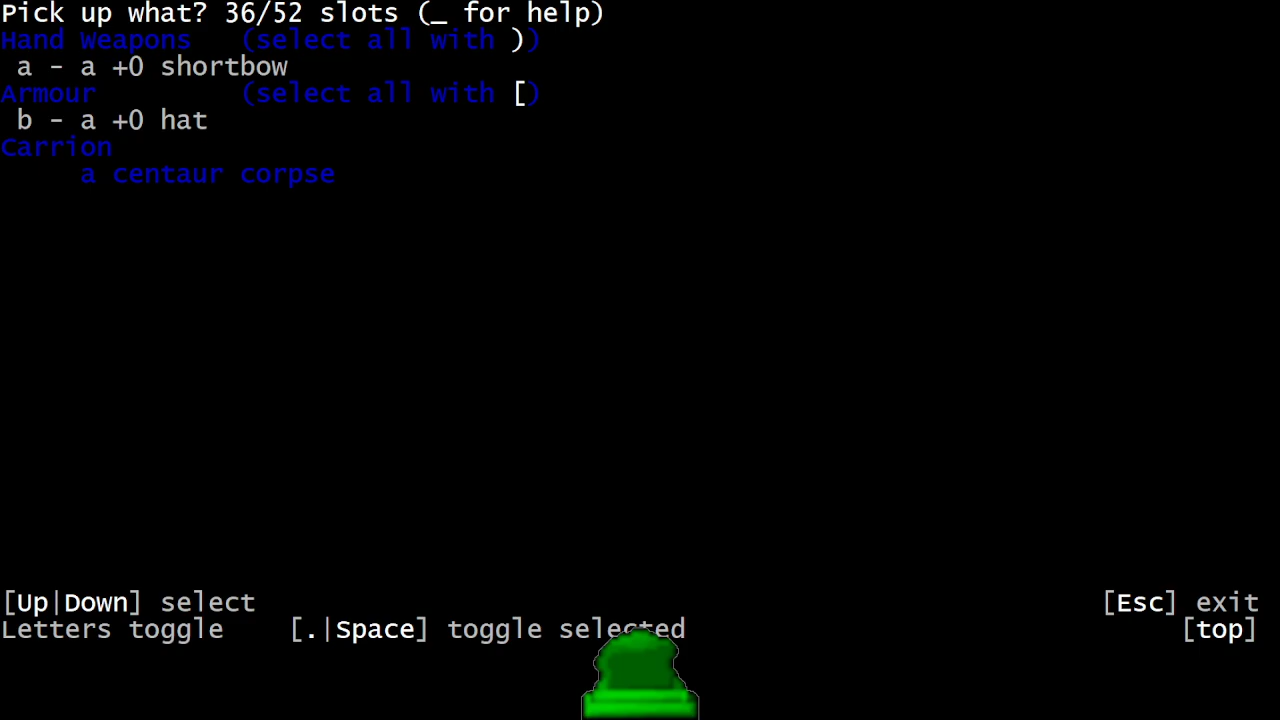 Pick up what? 36/52 slots (_ for help)
Hand Weapons (select all with ))
a - a +0 shortbow
Armour (select all with [)
b - a +0 hat
Carrion
a centaur corpse
[Up|Down] select [Esc] exit
Letters toggle [.|Space] toggle selected [top]